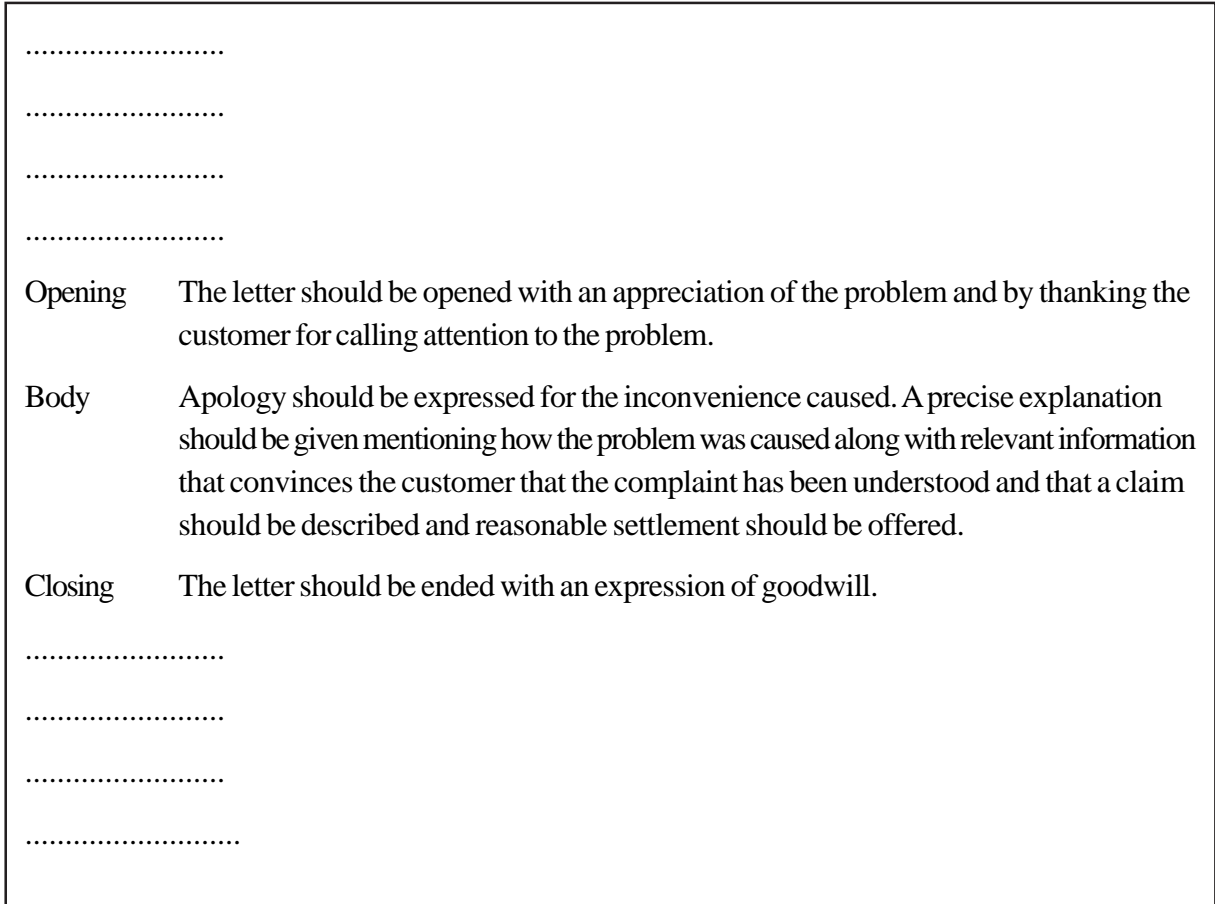 .........................
.........................
.........................
.........................
Opening The letter should be opened with an appreciation of the problem and by thanking the
customer for calling attention to the problem.
Body Apology should be expressed for the inconvenience caused. A precise explanation
should be given mentioning how the problem was caused along with relevant information
that convinces the customer that the complaint has been understood and that a claim
should be described and reasonable settlement should be offered.
Closing The letter should be ended with an expression of goodwill.
.........................
.........................
.........................
...........................